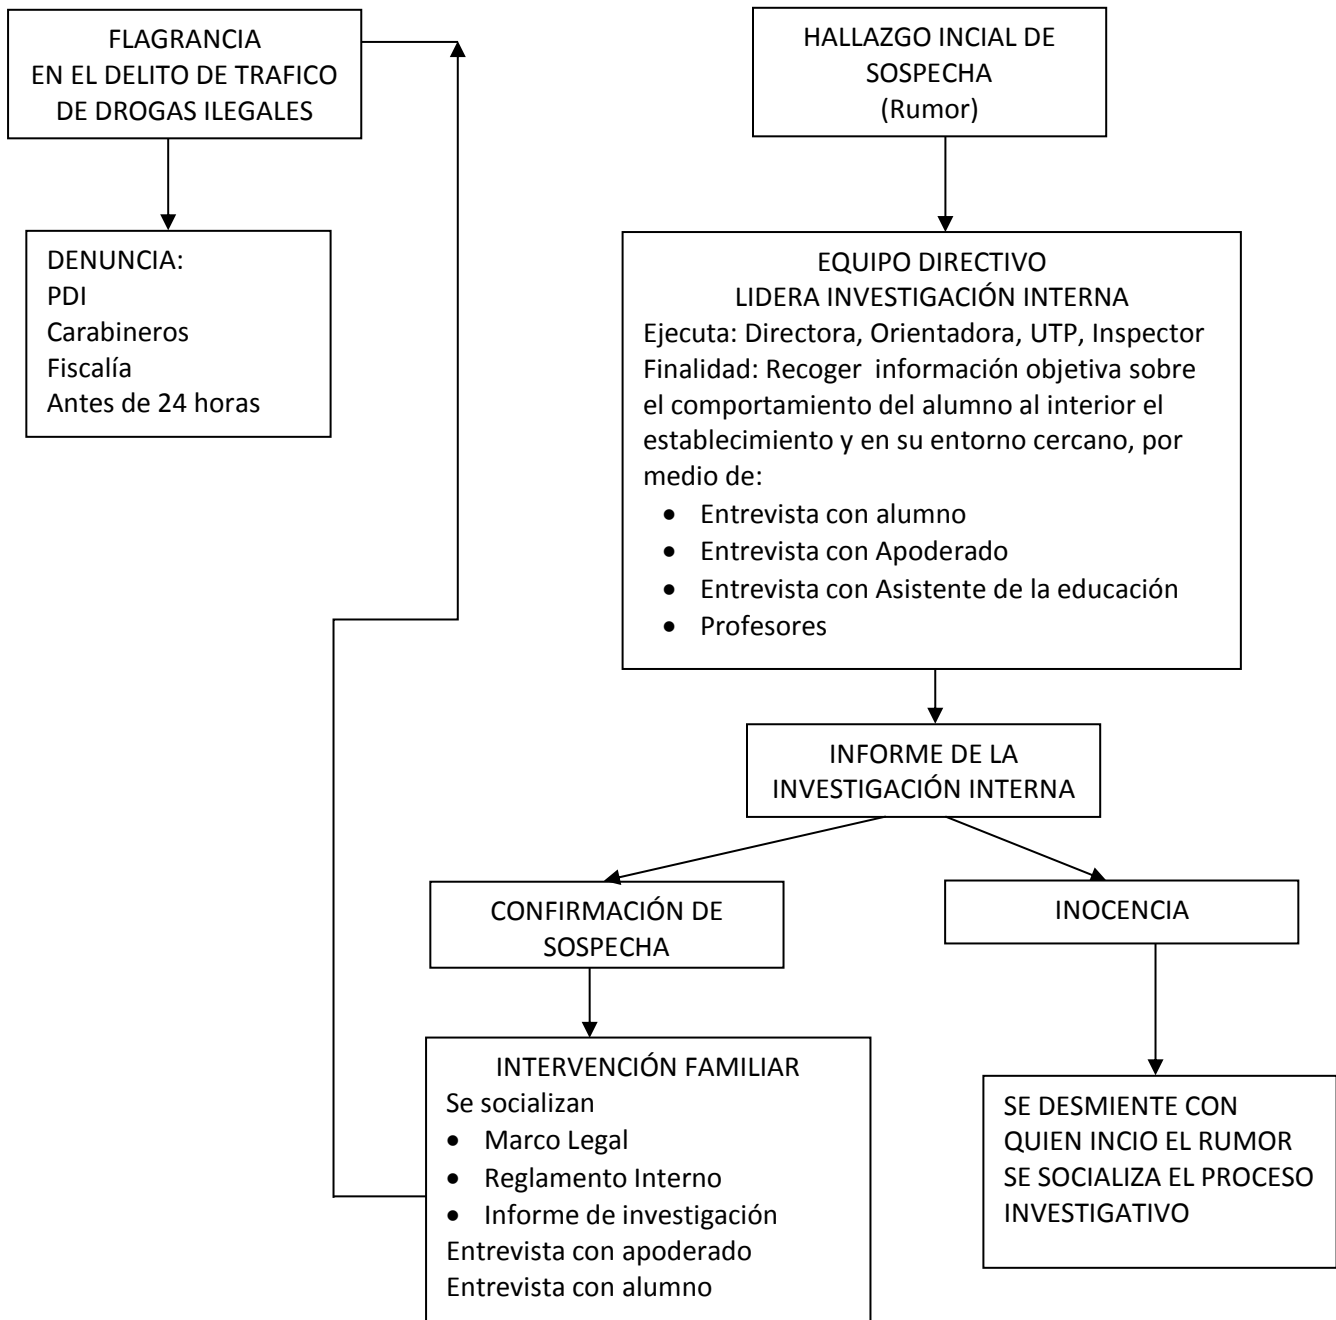 FLAGRANCIA
EN EL DELITO DE TRAFICO
DE DROGAS ILEGALES
DENUNCIA:
PDI
Carabineros
Fiscalía
Antes de 24 horas
HALLAZGO INCIAL DE
SOSPECHA
(Rumor)
EQUIPO DIRECTIVO
LIDERA INVESTIGACIÓN INTERNA
Ejecuta: Directora, Orientadora, UTP, Inspector
Finalidad: Recoger  información objetiva sobre
el comportamiento del alumno al interior el
establecimiento y en su entorno cercano, por
medio de:
• Entrevista con alumno
• Entrevista con Apoderado
• Entrevista con Asistente de la educación
• Profesores
INFORME DE LA
INVESTIGACIÓN INTERNA
CONFIRMACIÓN DE
SOSPECHA
INOCENCIA
INTERVENCIÓN FAMILIAR
Se socializan
• Marco Legal
• Reglamento Interno
• Informe de investigación
Entrevista con apoderado
Entrevista con alumno
SE DESMIENTE CON
QUIEN INCIO EL RUMOR
SE SOCIALIZA EL PROCESO
INVESTIGATIVO